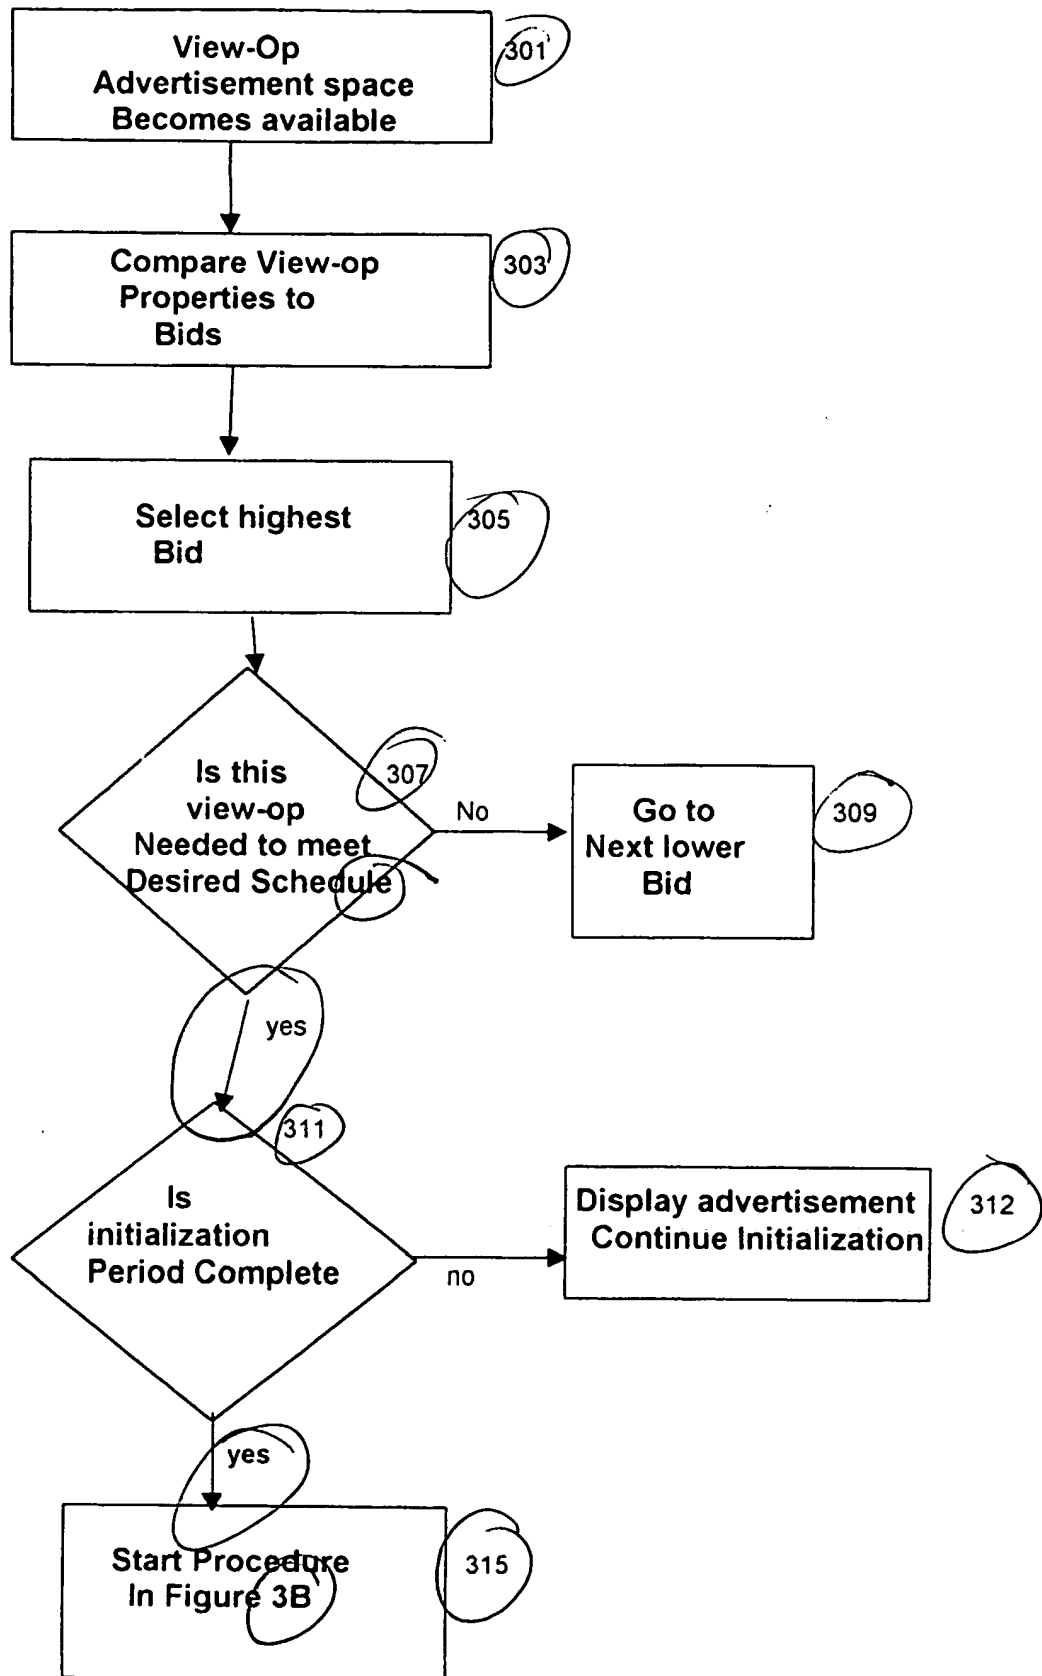 View-Op
Advertisement space
Becomes available
301
Compare View-op
Properties to
Bids
303
Select highest
Bid
305
Is this
view-op
Needed to meet
Desired Schedule
307
No
Go to
Next lower
Bid
309
yes
311
Is
initialization
Period Complete
no
Display advertisement
Continue Initialization
312
yes
Start Procedure
In Figure 3B
315